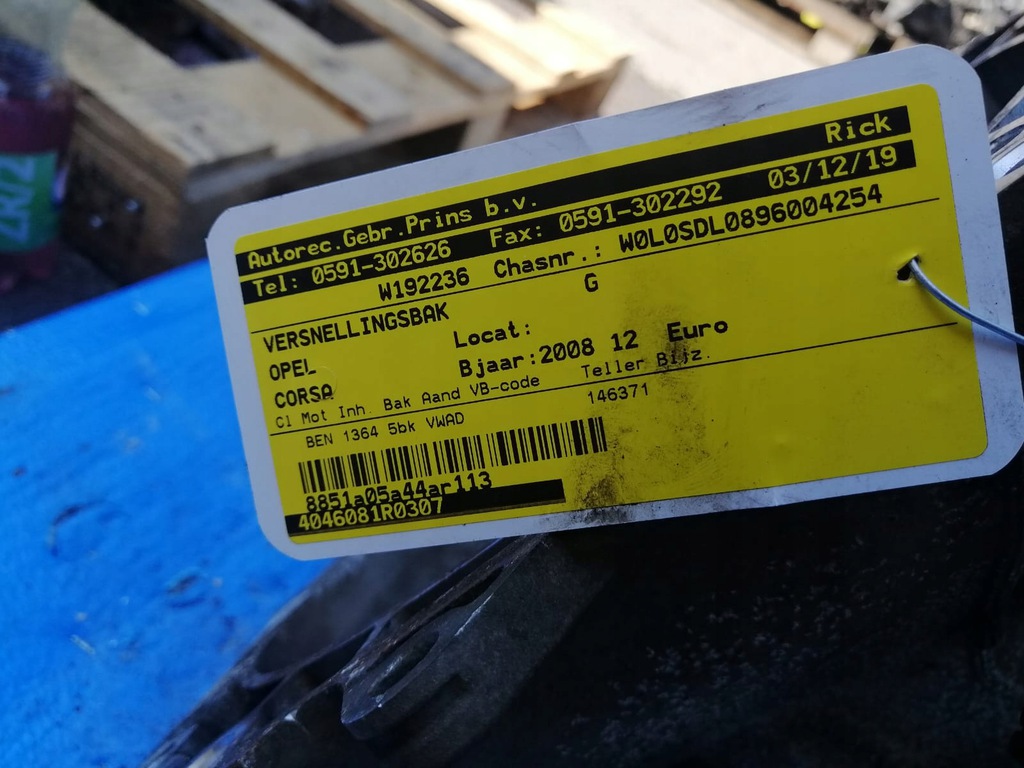 Rick
Autorec.Gebr.Prins b.v.
Tel: 0591-302626 Fax: 0591-302292 03/12/19
W192236 Chasnr.: W0L0SDL0896004254
VERSNELLINGSBAK G
OPEL Locat:
CORSA Bjaar:2008 12 Euro
Cl Mot Inh. Bak Aand VB-code Teller Blz.
BEN 1364 5bk VWAD 146371
8851a05a44ar113
4046081R0307